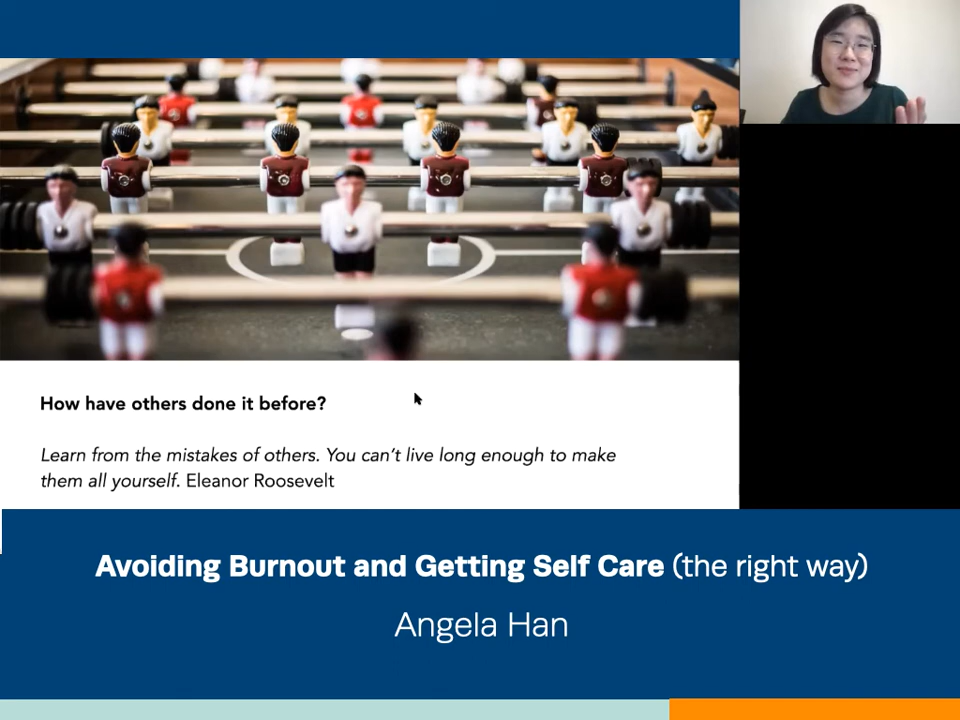 How have others done it before?
Learn from the mistakes of others. You can't live long enough to make
them all yourself. Eleanor Roosevelt
Avoiding Burnout and Getting Self Care (the right way)
Angela Han